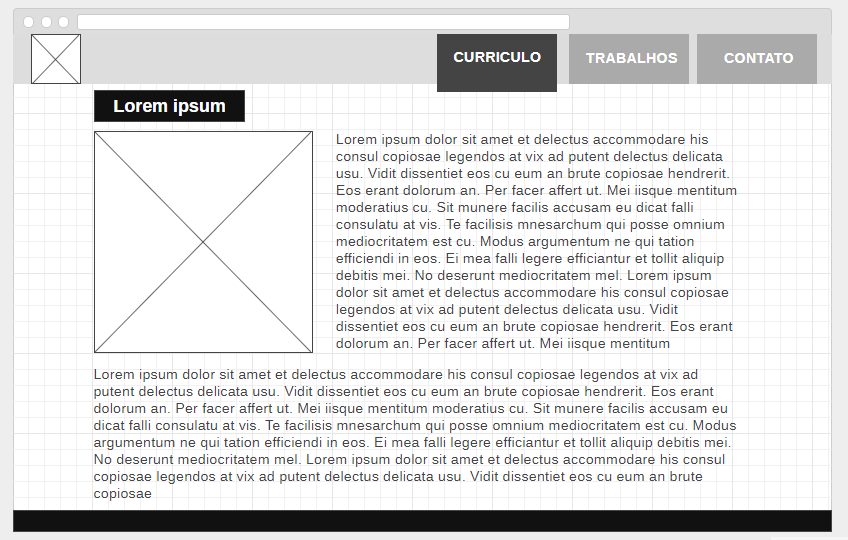 CURRICULO TRABALHOS CONTATO
Lorem ipsum
Lorem ipsum dolor sit amet et delectus accommodare his
consul copiosae legendos at vix ad putent delectus delicata
usu. Vidit dissentiet eos cu eum an brute copiosae hendrerit.
Eos erant dolorum an. Per facer affert ut. Mei iisque mentitum
moderatius cu. Sit munere facilis accusam eu dicat falli
consulatu at vis. Te facilisis mnesarchum qui posse omnium
mediocritatem est cu. Modus argumentum ne qui tation
efficiendi in eos. Ei mea falli legere efficiantur et tollit aliquip
debitis mei. No deserunt mediocritatem mel. Lorem ipsum
dolor sit amet et delectus accommodare his consul copiosae
legendos at vix ad putent delectus delicata usu. Vidit
dissentiet eos cu eum an brute copiosae hendrerit. Eos erant
dolorum an. Per facer affert ut. Mei iisque mentitum
Lorem ipsum dolor sit amet et delectus accommodare his consul copiosae legendos at vix ad
putent delectus delicata usu. Vidit dissentiet eos cu eum an brute copiosae hendrerit. Eos erant
dolorum an. Per facer affert ut. Mei iisque mentitum moderatius cu. Sit munere facilis accusam eu
dicat falli consulatu at vis. Te facilisis mnesarchum qui posse omnium mediocritatem est cu. Modus
argumentum ne qui tation efficiendi in eos. Ei mea falli legere efficiantur et tollit aliquip debitis mei.
No deserunt mediocritatem mel. Lorem ipsum dolor sit amet et delectus accommodare his consul
copiosae legendos at vix ad putent delectus delicata usu. Vidit dissentiet eos cu eum an brute
copiosae